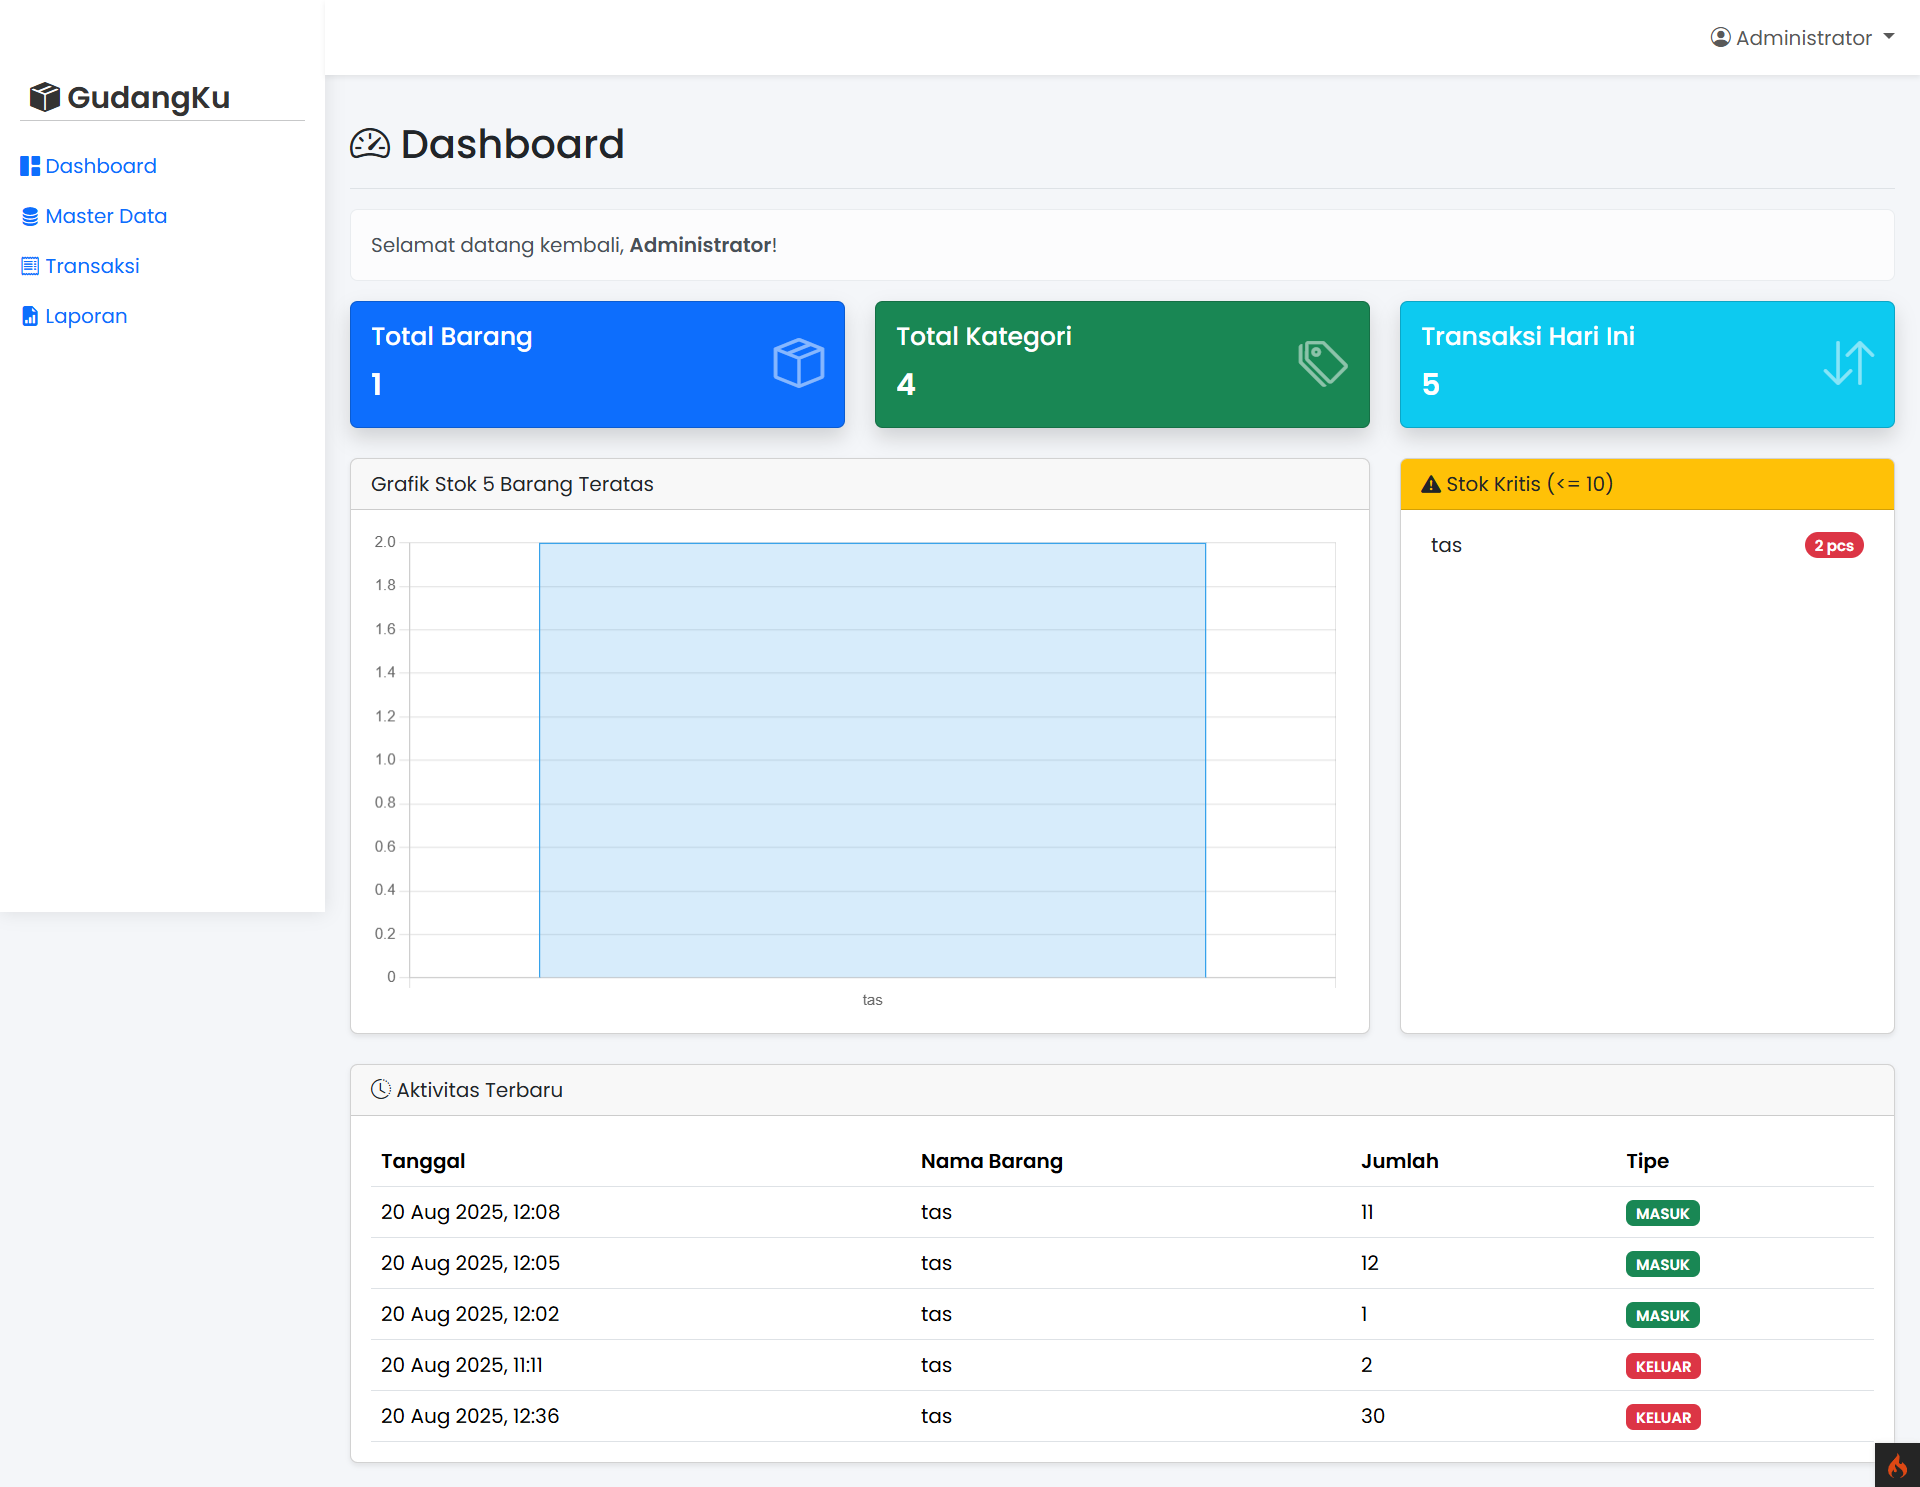 Administrator
GudangKu
Dashboard
Master Data
Transaksi
Laporan
Dashboard
Selamat datang kembali, Administrator!
Total Barang
1
Total Kategori
4
Transaksi Hari Ini
5
Grafik Stok 5 Barang Teratas
2.0
1.8
1.6
1.4
1.2
1.0
0.8
0.6
0.4
0.2
0
tas
Stok Kritis (<= 10)
tas 2 pcs
Aktivitas Terbaru
Tanggal Nama Barang Jumlah Tipe
20 Aug 2025, 12:08 tas 11 MASUK
20 Aug 2025, 12:05 tas 12 MASUK
20 Aug 2025, 12:02 tas 1 MASUK
20 Aug 2025, 11:11 tas 2 KELUAR
20 Aug 2025, 12:36 tas 30 KELUAR